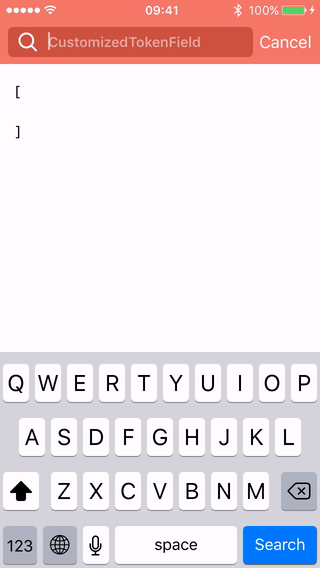 09:41
100%
CustomizedTokenField
Cancel
[
]
Q W E R T Y U I O P
A S D F G H J K L
Z X C V B N M
123 space Search